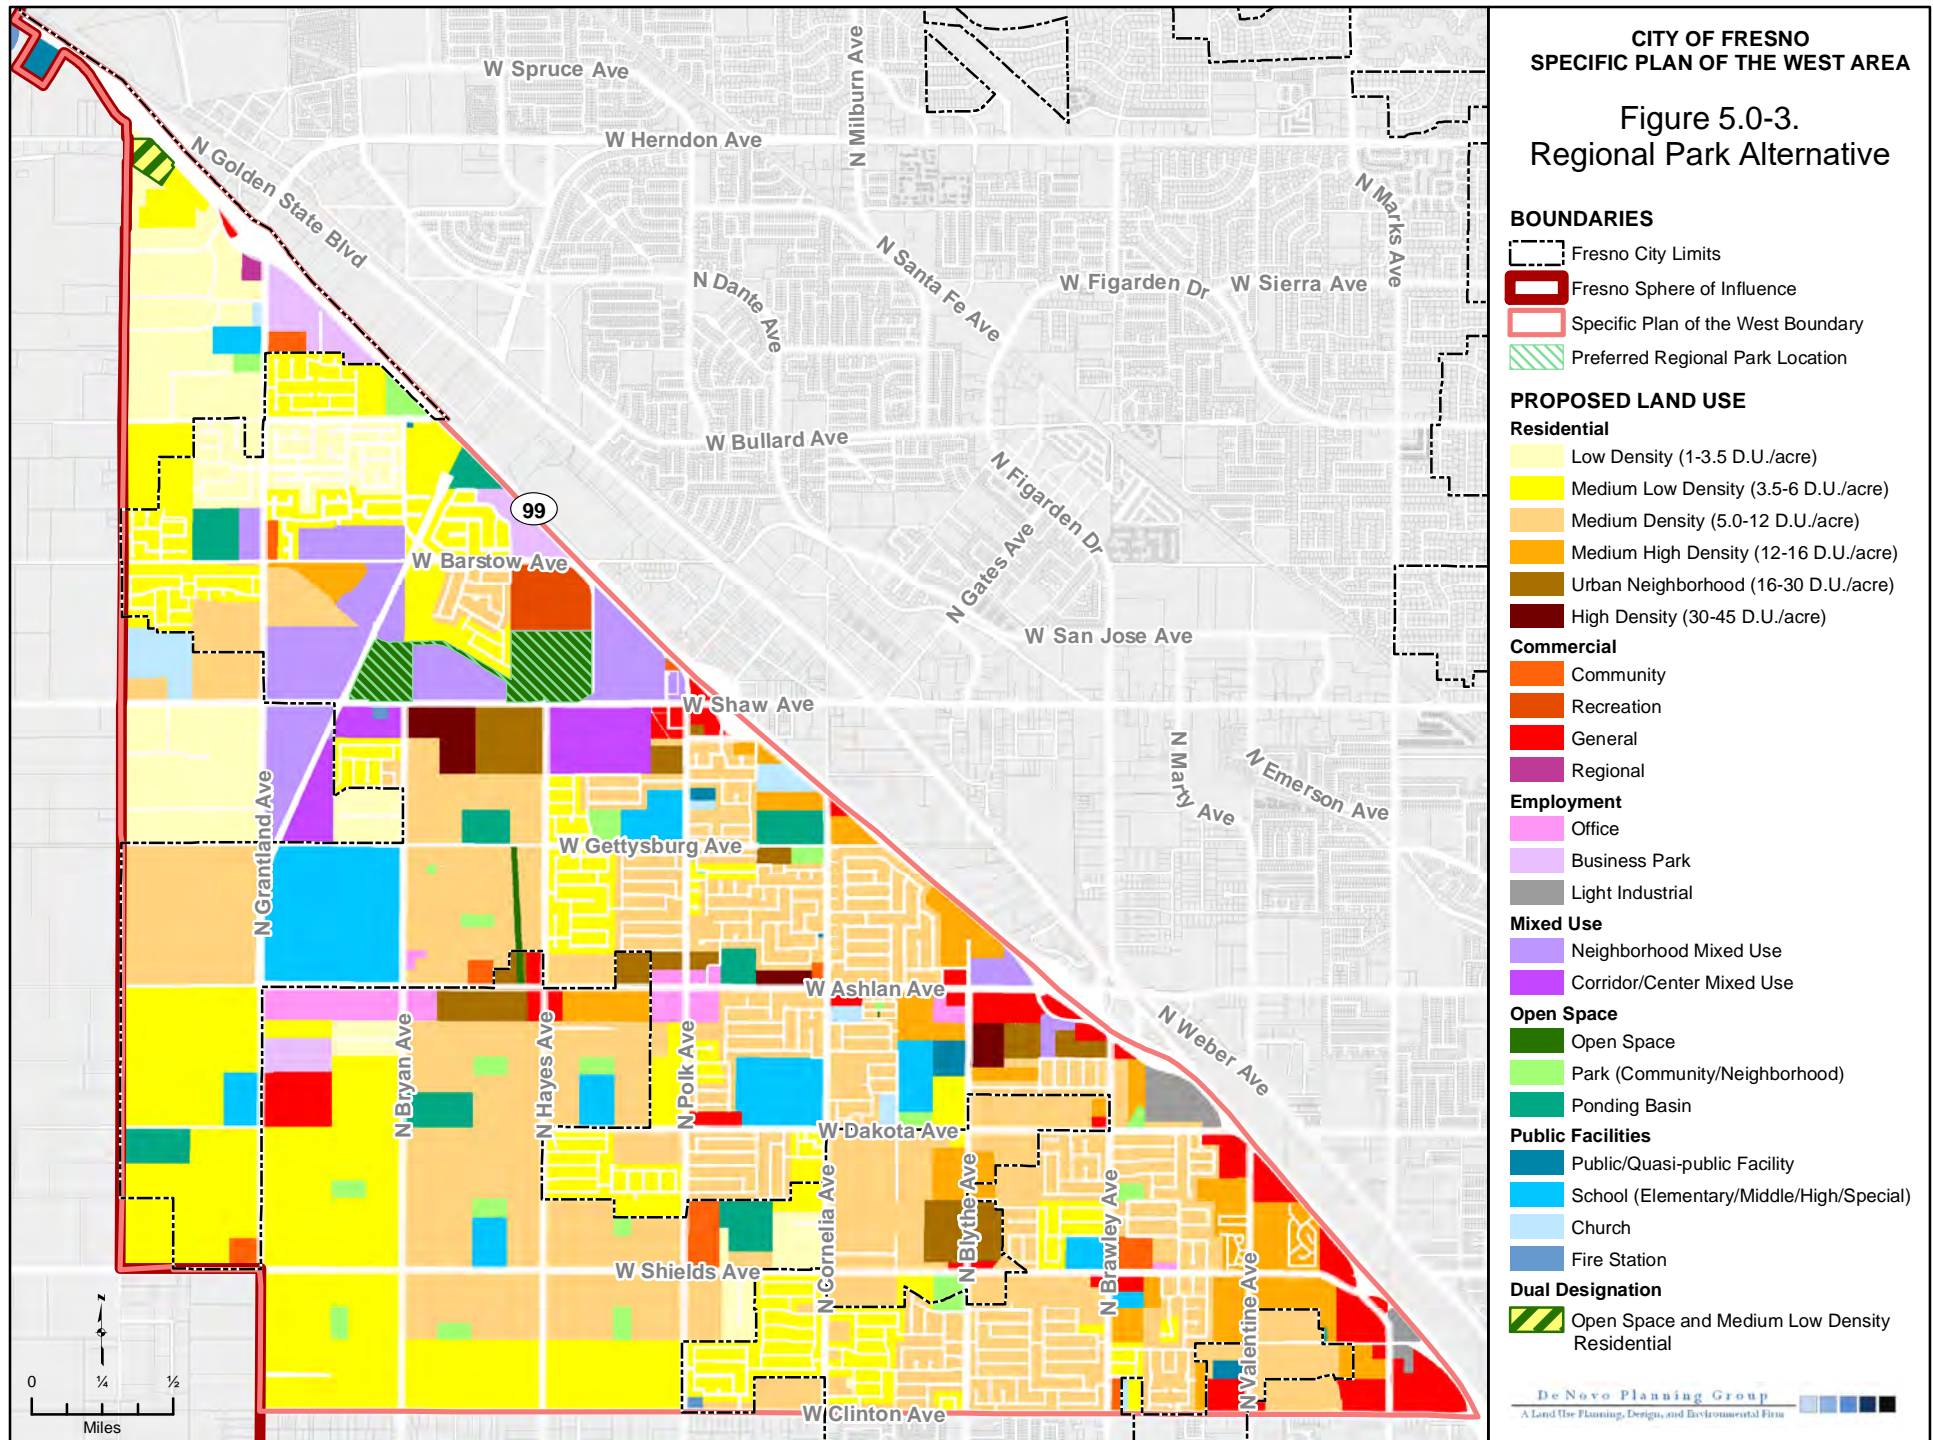 CITY OF FRESNO
SPECIFIC PLAN OF THE WEST AREA
Figure 5.0-3.
Regional Park Alternative
BOUNDARIES
Fresno City Limits
Fresno Sphere of Influence
Specific Plan of the West Boundary
Preferred Regional Park Location
PROPOSED LAND USE
Residential
Low Density (1-3.5 D.U./acre)
Medium Low Density (3.5-6 D.U./acre)
Medium Density (5.0-12 D.U./acre)
Medium High Density (12-16 D.U./acre)
Urban Neighborhood (16-30 D.U./acre)
High Density (30-45 D.U./acre)
Commercial
Community
Recreation
General
Regional
Employment
Office
Business Park
Light Industrial
Mixed Use
Neighborhood Mixed Use
Corridor/Center Mixed Use
Open Space
Open Space
Park (Community/Neighborhood)
Ponding Basin
Public Facilities
Public/Quasi-public Facility
School (Elementary/Middle/High/Special)
Church
Fire Station
Dual Designation
Open Space and Medium Low Density
Residential
De Novo Planning Group
A Land Use Planning, Design, and Environmental Firm
W Spruce Ave
N Milburn Ave
W Herndon Ave
N Golden State Blvd
N Marks Ave
N Santa Fe Ave
N Dante Ave
W Figarden Dr
W Sierra Ave
W Bullard Ave
N Figarden Dr
99
N Gates Ave
W Barstow Ave
W San Jose Ave
W Shaw Ave
N Marty Ave
N Emerson Ave
N Grantland Ave
W Gettysburg Ave
W Ashlan Ave
N Weber Ave
N Bryan Ave
N Hayes Ave
N Polk Ave
W Dakota Ave
N Cornelia Ave
N Blythe Ave
N Brawley Ave
N Valentine Ave
W Shields Ave
W Clinton Ave
z
0
¼
½
Miles